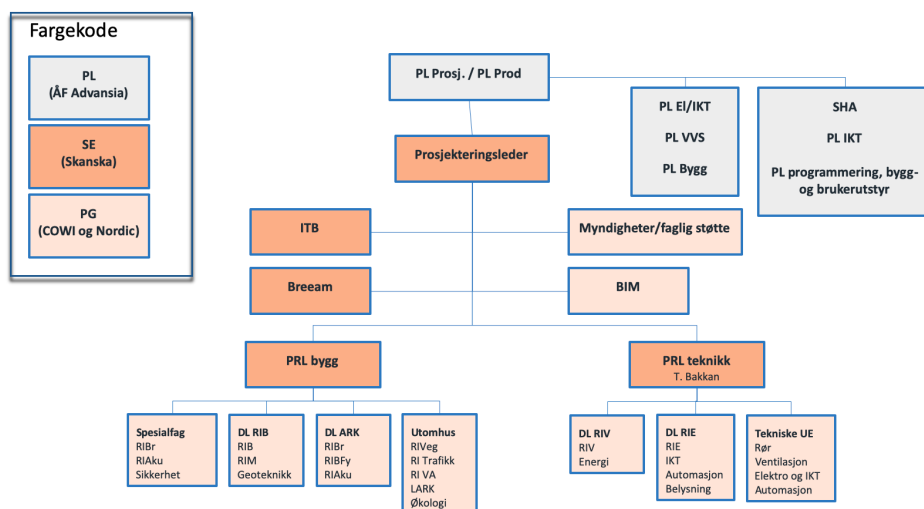 Fargekode
PL
(ÅF Advansia)
SE
(Skanska)
PG
(COWI og Nordic)
PL Prosj. / PL Prod
PL El/IKT
PL VVS
PL Bygg
SHA
PL IKT
PL programmering, bygg-
og brukerutstyr
Prosjekteringsleder
ITB
Myndigheter/faglig støtte
Breeam
BIM
PRL bygg
PRL teknikk
T. Bakkan
Spesialfag
RIBr
RIAku
Sikkerhet
DL RIB
RIB
RIM
Geoteknikk
DL ARK
RIBr
RIBFy
RIAku
Utomhus
RIVeg
RI Trafikk
RI VA
LARK
Økologi
DL RIV
RIV
Energi
DL RIE
RIE
IKT
Automasjon
Belysning
Tekniske UE
Rør
Ventilasjon
Elektro og IKT
Automasjon